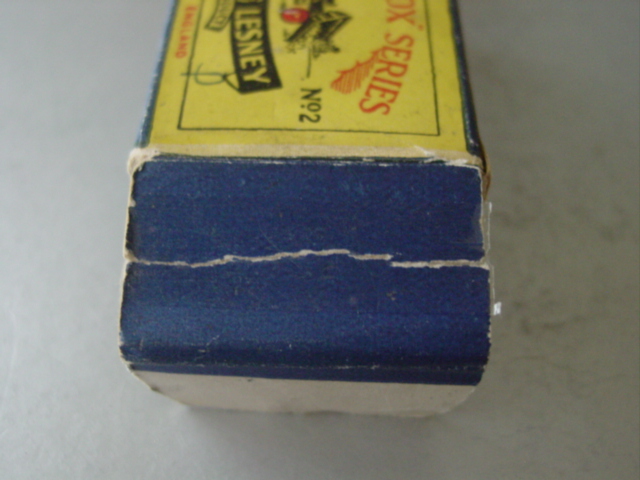 OX" SERIES
LESNEY
ENGLAND
Nº2